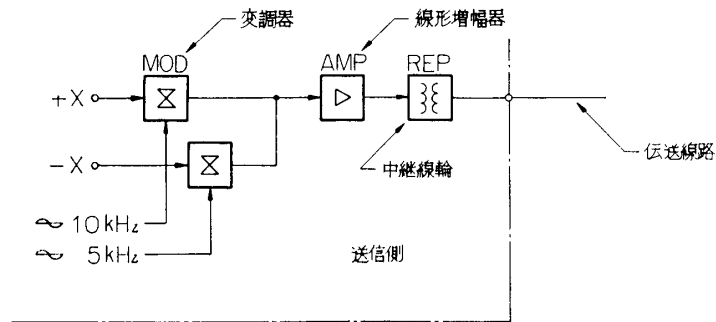 変調器
線形増幅器
MOD
AMP
REP
+X
-X
中継線輪
伝送線路
~ 10kHz
~ 5kHz
送信側